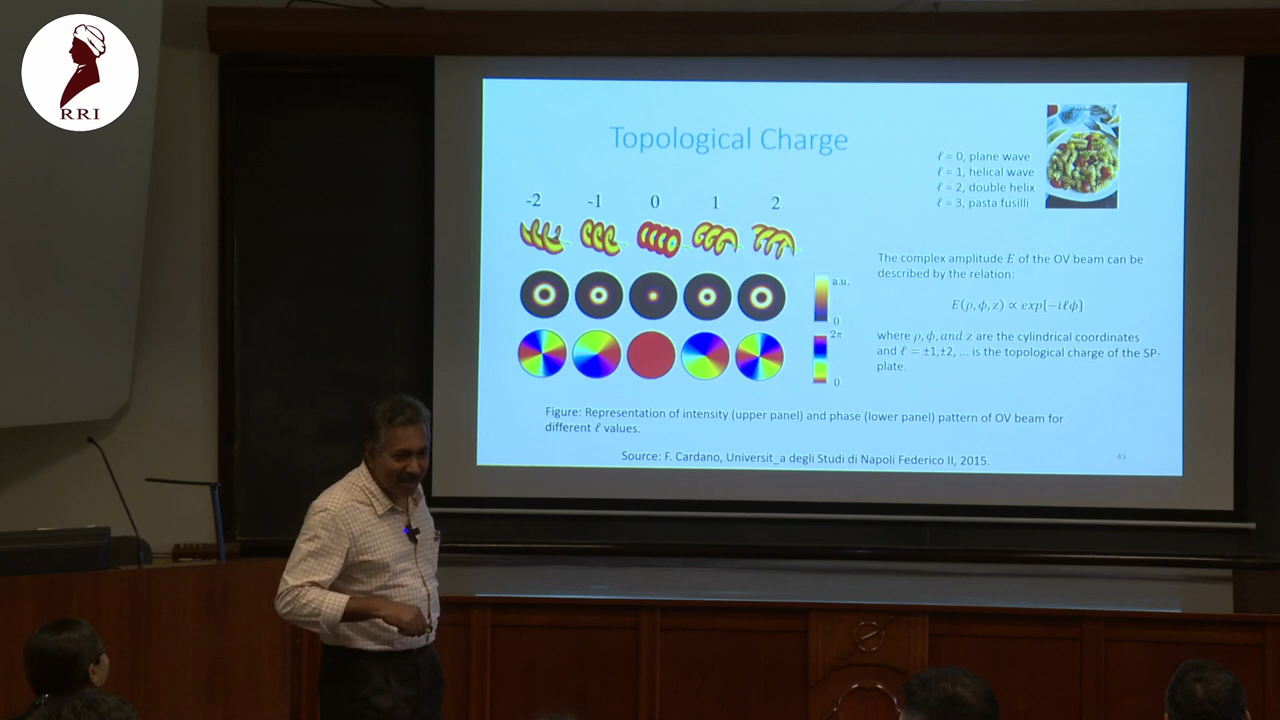 RRI
Topological Charge
ℓ = 0, plane wave
ℓ = 1, helical wave
ℓ = 2, double helix
ℓ = 3, pasta fusilli
-2 -1 0 1 2
a.u.
0
2π
0
The complex amplitude E of the OV beam can be
described by the relation:
E(ρ, ϕ, z) ∝ exp[−iℓϕ]
where ρ, ϕ, and z are the cylindrical coordinates
and ℓ = ±1,±2, ... is the topological charge of the SP-
plate.
Figure: Representation of intensity (upper panel) and phase (lower panel) pattern of OV beam for
different ℓ values.
Source: F. Cardano, Universit_a degli Studi di Napoli Federico II, 2015.
49